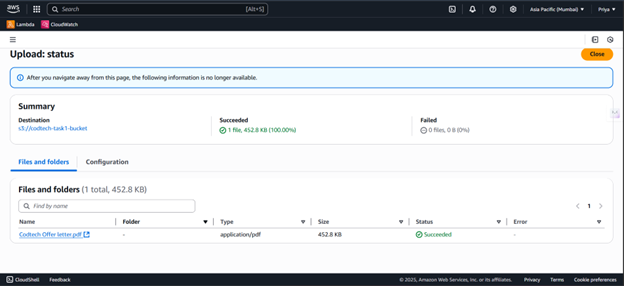 aws Search [Alt+S] Asia Pacific (Mumbai) Priya
Lambda CloudWatch
Upload: status Close
After you navigate away from this page, the following information is no longer available.
Summary
Destination Succeeded Failed
s3://codtech-task1-bucket 1 file, 452.8 KB (100.00%) 0 files, 0 B (0%)
Files and folders Configuration
Files and folders (1 total, 452.8 KB)
Find by name 1
Name Folder Type Size Status Error
Codtech Offer letter.pdf - application/pdf 452.8 KB Succeeded -
CloudShell Feedback © 2025, Amazon Web Services, Inc. or its affiliates. Privacy Terms Cookie preferences